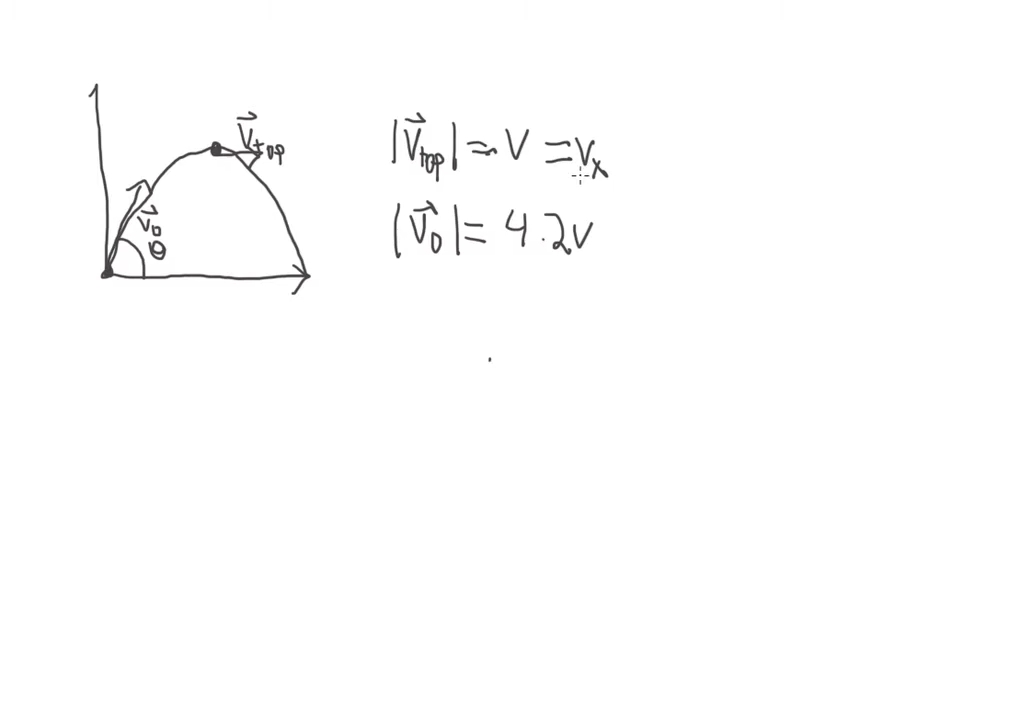 V⃗top
V⃗0
θ
|V⃗top| = V = Vx
|V⃗0| = 4.2v